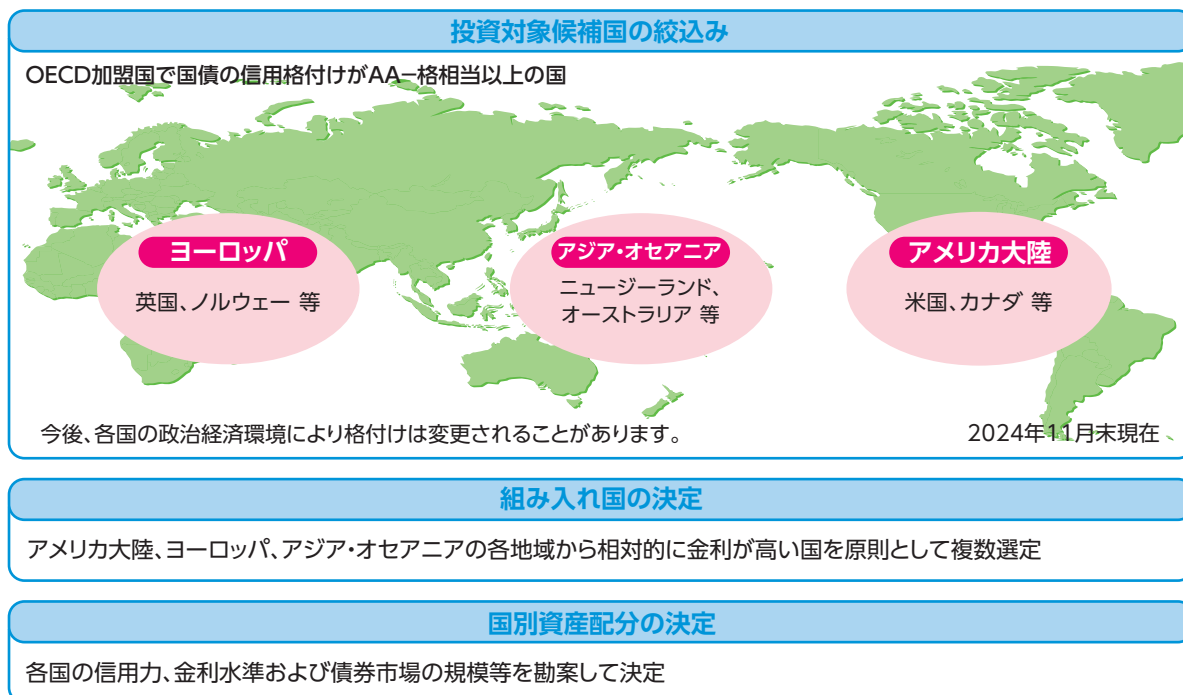 投資対象候補国の絞込み
OECD加盟国で国債の信用格付けがAA−格相当以上の国
ヨーロッパ
英国、ノルウェー 等
アジア・オセアニア
ニュージーランド、
オーストラリア 等
アメリカ大陸
米国、カナダ 等
今後、各国の政治経済環境により格付けは変更されることがあります。
2024年11月末現在
組み入れ国の決定
アメリカ大陸、ヨーロッパ、アジア・オセアニアの各地域から相対的に金利が高い国を原則として複数選定
国別資産配分の決定
各国の信用力、金利水準および債券市場の規模等を勘案して決定